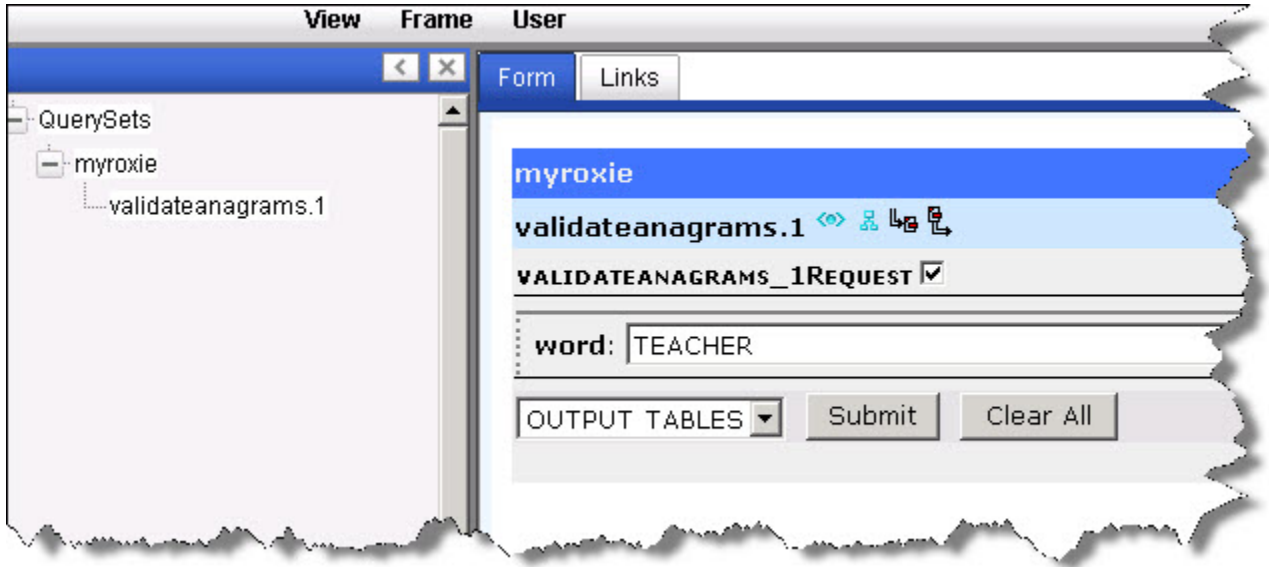 View Frame User
Form Links
QuerySets
myroxie
validateanagrams.1
myroxie
validateanagrams.1
VALIDATEANAGRAMS_1REQUEST
word: TEACHER
OUTPUT TABLES Submit Clear All